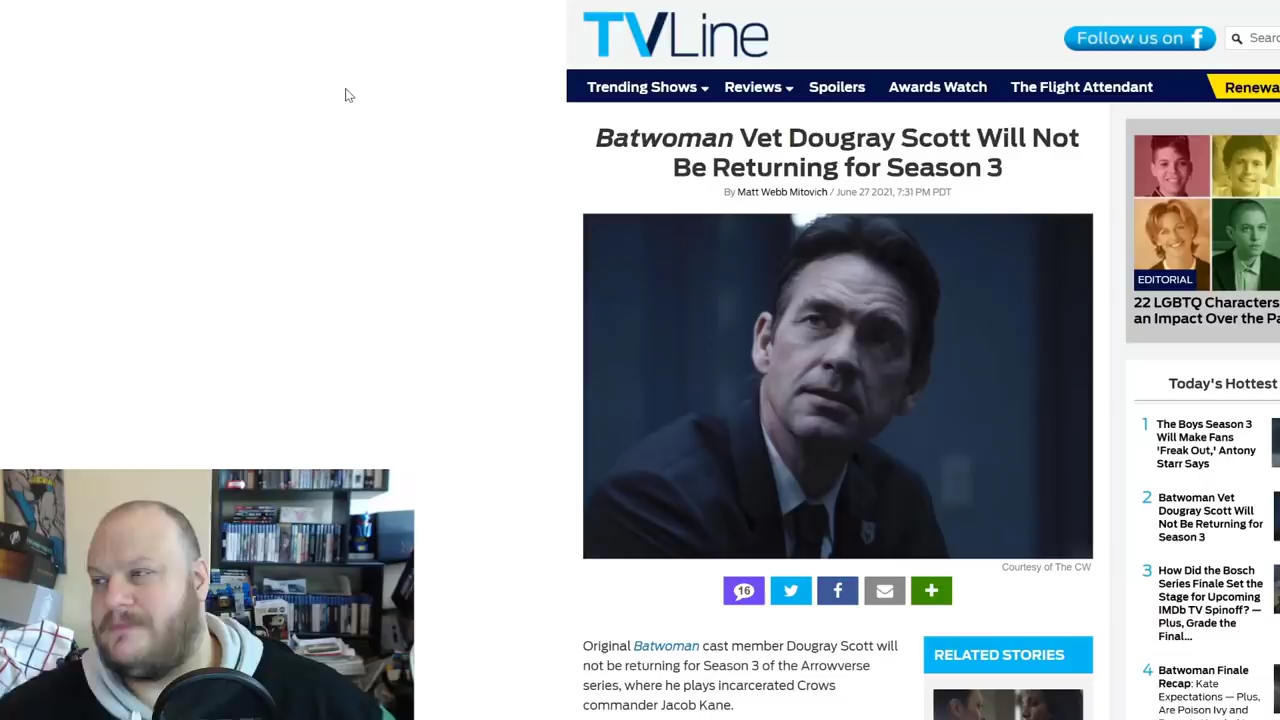 TVLine
Follow us on f
Sear
Trending Shows
Reviews
Spoilers
Awards Watch
The Flight Attendant
Renewa
Batwoman Vet Dougray Scott Will Not
Be Returning for Season 3
By Matt Webb Mitovich / June 27 2021, 7:31 PM PDT
Courtesy of The CW
16
Original Batwoman cast member Dougray Scott will
not be returning for Season 3 of the Arrowverse
series, where he plays incarcerated Crows
commander Jacob Kane.
RELATED STORIES
EDITORIAL
22 LGBTQ Characters
an Impact Over the Pa
Today's Hottest
1 The Boys Season 3
Will Make Fans
'Freak Out,' Antony
Starr Says
2 Batwoman Vet
Dougray Scott Will
Not Be Returning for
Season 3
3 How Did the Bosch
Series Finale Set the
Stage for Upcoming
IMDb TV Spinoff? —
Plus, Grade the
Final...
4 Batwoman Finale
Recap: Kate
Expectations — Plus,
Are Poison Ivy and